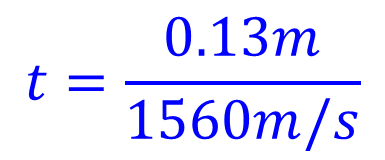 t = 0.13m / 1560m/s